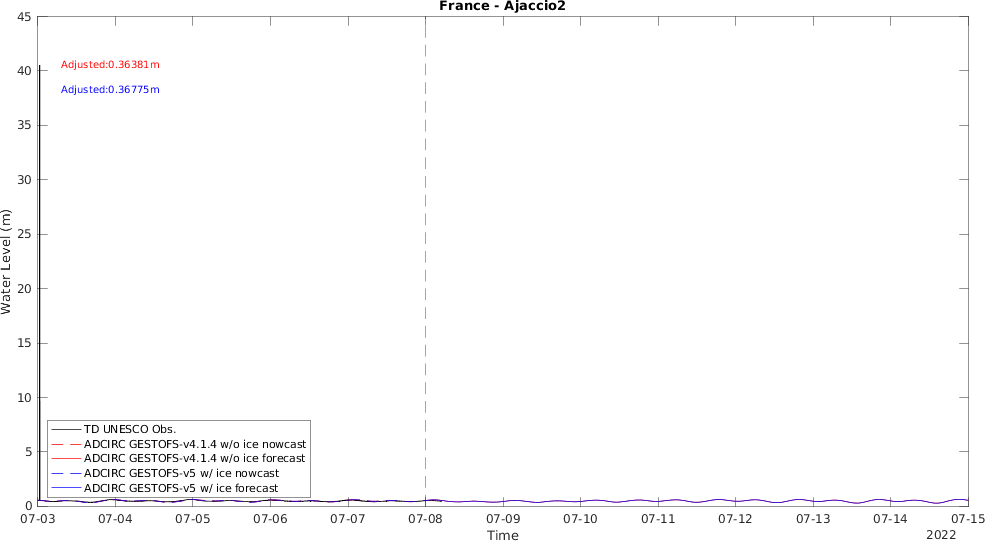 France - Ajaccio2
45
40
35
30
25
20
15
10
5
0
Water Level (m)
Adjusted:0.36381m
Adjusted:0.36775m
TD UNESCO Obs.
ADCIRC GESTOFS-v4.1.4 w/o ice nowcast
ADCIRC GESTOFS-v4.1.4 w/o ice forecast
ADCIRC GESTOFS-v5 w/ ice nowcast
ADCIRC GESTOFS-v5 w/ ice forecast
07-03 07-04 07-05 07-06 07-07 07-08 07-09 07-10 07-11 07-12 07-13 07-14 07-15
Time
2022